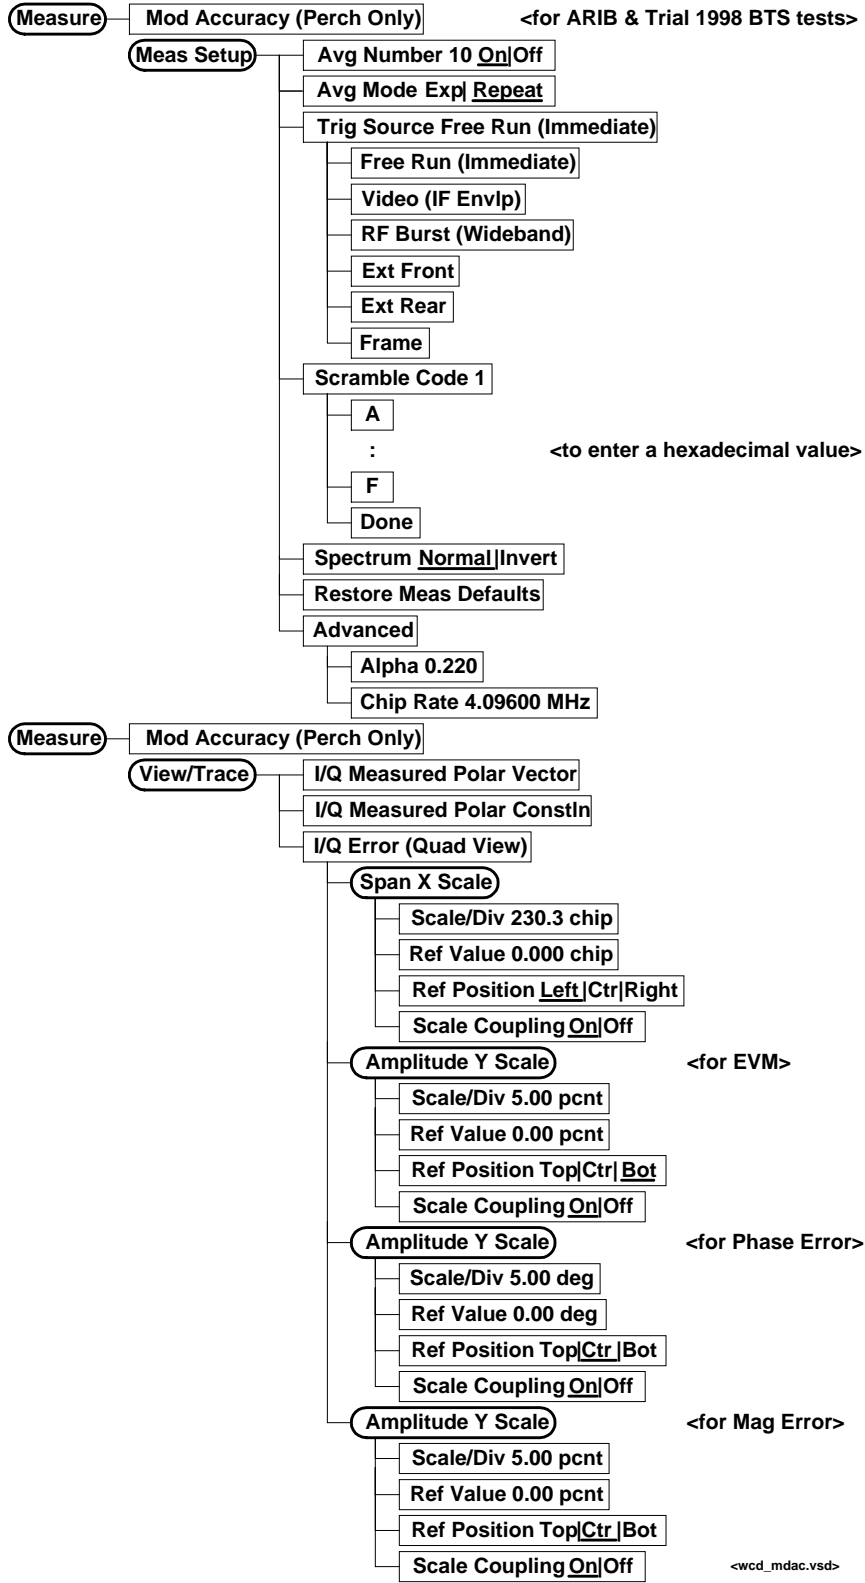 Measure Mod Accuracy (Perch Only) <for ARIB & Trial 1998 BTS tests>
Meas Setup Avg Number 10 On|Off
Avg Mode Exp| Repeat
Trig Source Free Run (Immediate)
Free Run (Immediate)
Video (IF Envlp)
RF Burst (Wideband)
Ext Front
Ext Rear
Frame
Scramble Code 1
A
: <to enter a hexadecimal value>
F
Done
Spectrum Normal|Invert
Restore Meas Defaults
Advanced
Alpha 0.220
Chip Rate 4.09600 MHz
Measure Mod Accuracy (Perch Only)
View/Trace I/Q Measured Polar Vector
I/Q Measured Polar Constln
I/Q Error (Quad View)
Span X Scale
Scale/Div 230.3 chip
Ref Value 0.000 chip
Ref Position Left|Ctr|Right
Scale Coupling On|Off
Amplitude Y Scale <for EVM>
Scale/Div 5.00 pcnt
Ref Value 0.00 pcnt
Ref Position Top|Ctr| Bot
Scale Coupling On|Off
Amplitude Y Scale <for Phase Error>
Scale/Div 5.00 deg
Ref Value 0.00 deg
Ref Position Top|Ctr |Bot
Scale Coupling On|Off
Amplitude Y Scale <for Mag Error>
Scale/Div 5.00 pcnt
Ref Value 0.00 pcnt
Ref Position Top|Ctr |Bot
Scale Coupling On|Off <wcd_mdac.vsd>